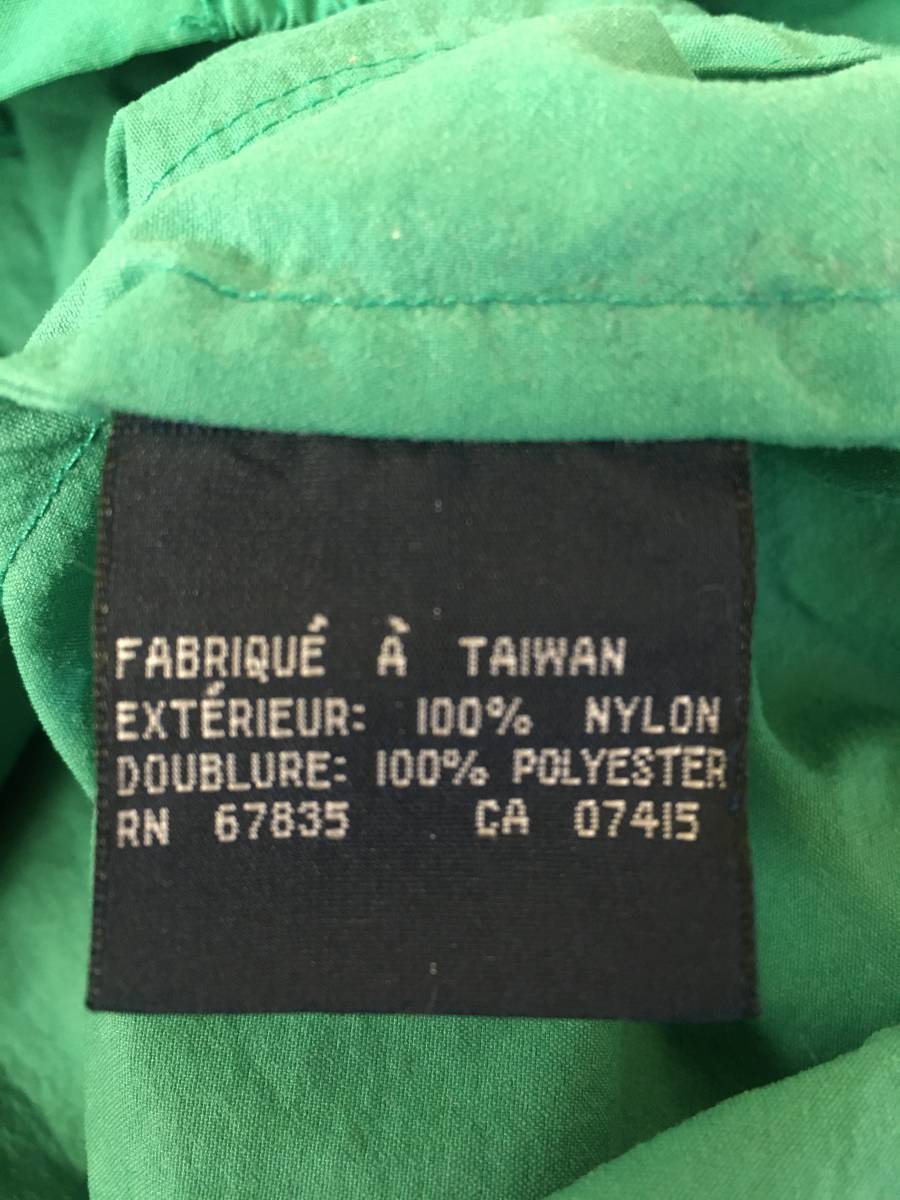 FABRIQUÉ À TAIWAN
EXTÉRIEUR: 100% NYLON
DOUBLURE: 100% POLYESTER
RN 67835 CA 07415